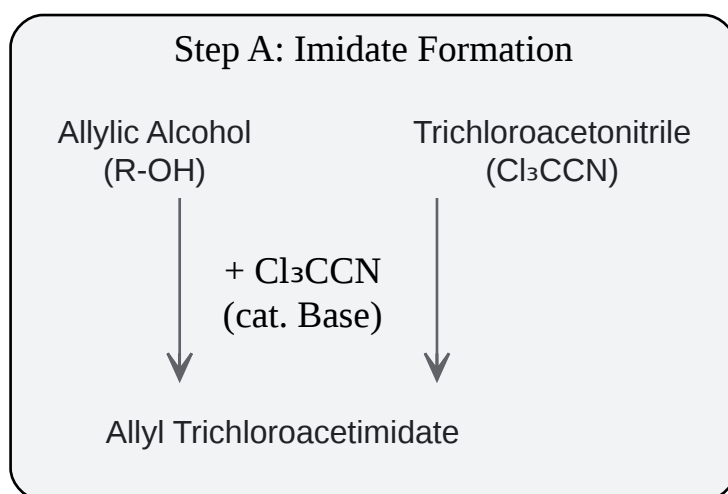 Step A: Imidate Formation
Allylic Alcohol
(R-OH)
Trichloroacetonitrile
(Cl₃CCN)
+ Cl₃CCN
(cat. Base)
Allyl Trichloroacetimidate